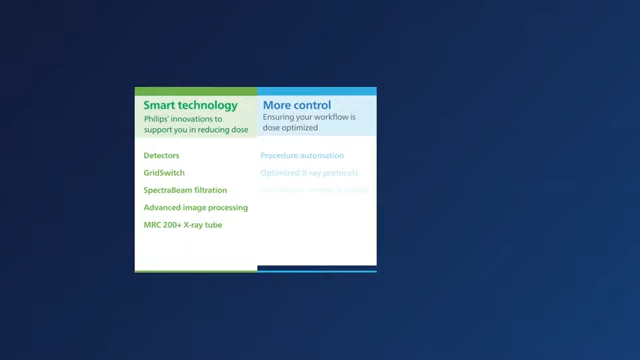 Smart technology
Philips' innovations to
support you in reducing dose
Detectors
GridSwitch
SpectraBeam filtration
Advanced image processing
MRC 200+ X-ray tube
More control
Ensuring your workflow is
dose optimized
Procedure automation
Optimized X-ray protocols